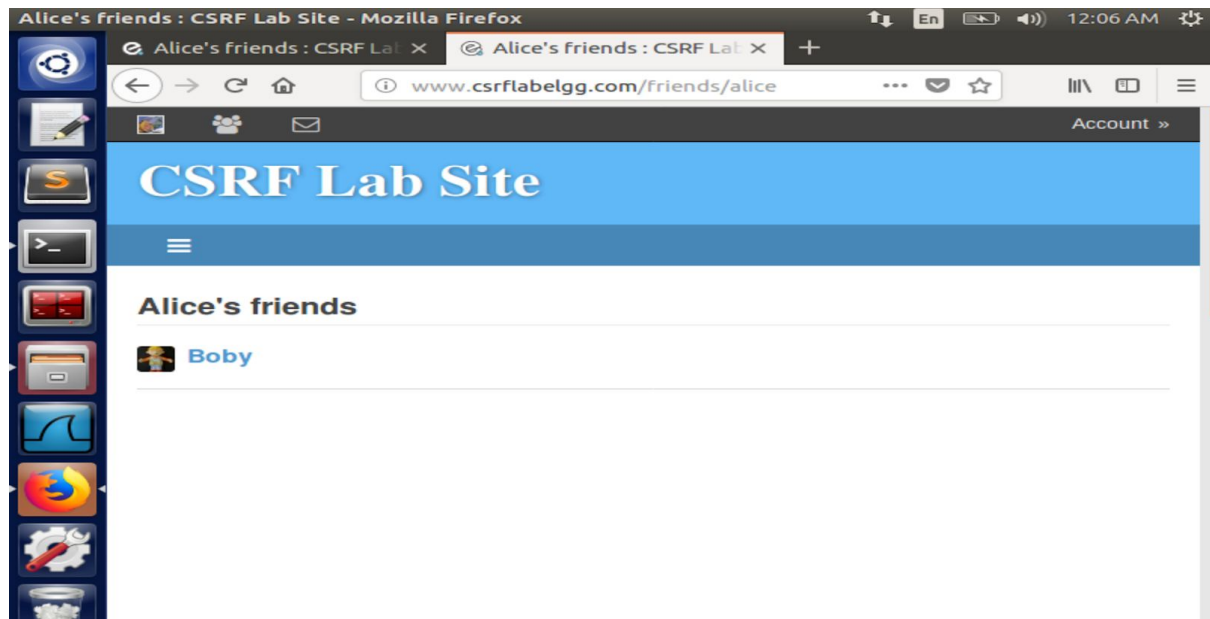 Alice's friends : CSRF Lab Site - Mozilla Firefox
En
12:06 AM
Alice's friends : CSRF Lab
Alice's friends : CSRF Lab
www.csrflabelgg.com/friends/alice
Account »
CSRF Lab Site
Alice's friends
Boby